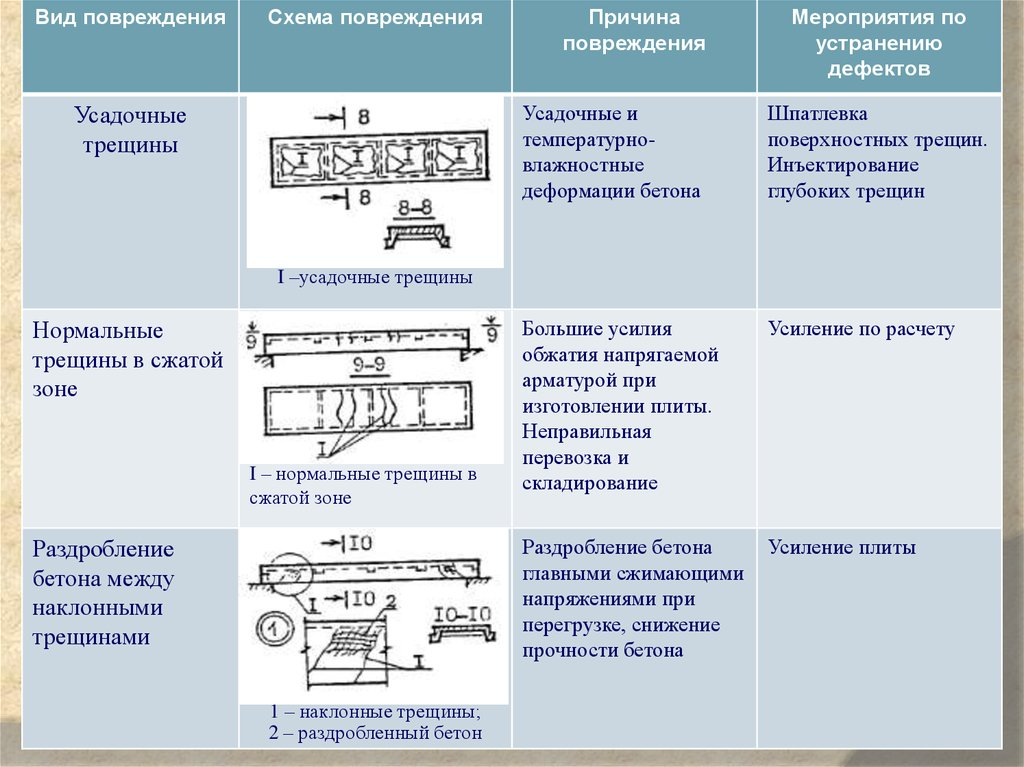 Вид повреждения
Схема повреждения
Причина
повреждения
Мероприятия по
устранению
дефектов
Усадочные
трещины
8
I I I I
8
8–8
I –усадочные трещины
Усадочные и
температурно-
влажностные
деформации бетона
Шпатлевка
поверхностных трещин.
Инъектирование
глубоких трещин
Нормальные
трещины в сжатой
зоне
9 9
9–9
I
I – нормальные трещины в
сжатой зоне
Большие усилия
обжатия напрягаемой
арматурой при
изготовлении плиты.
Неправильная
перевозка и
складирование
Усиление по расчету
Раздробление
бетона между
наклонными
трещинами
I0
I I0 2
1
I0–I0
I
1 – наклонные трещины;
2 – раздробленный бетон
Раздробление бетона
главными сжимающими
напряжениями при
перегрузке, снижение
прочности бетона
Усиление плиты